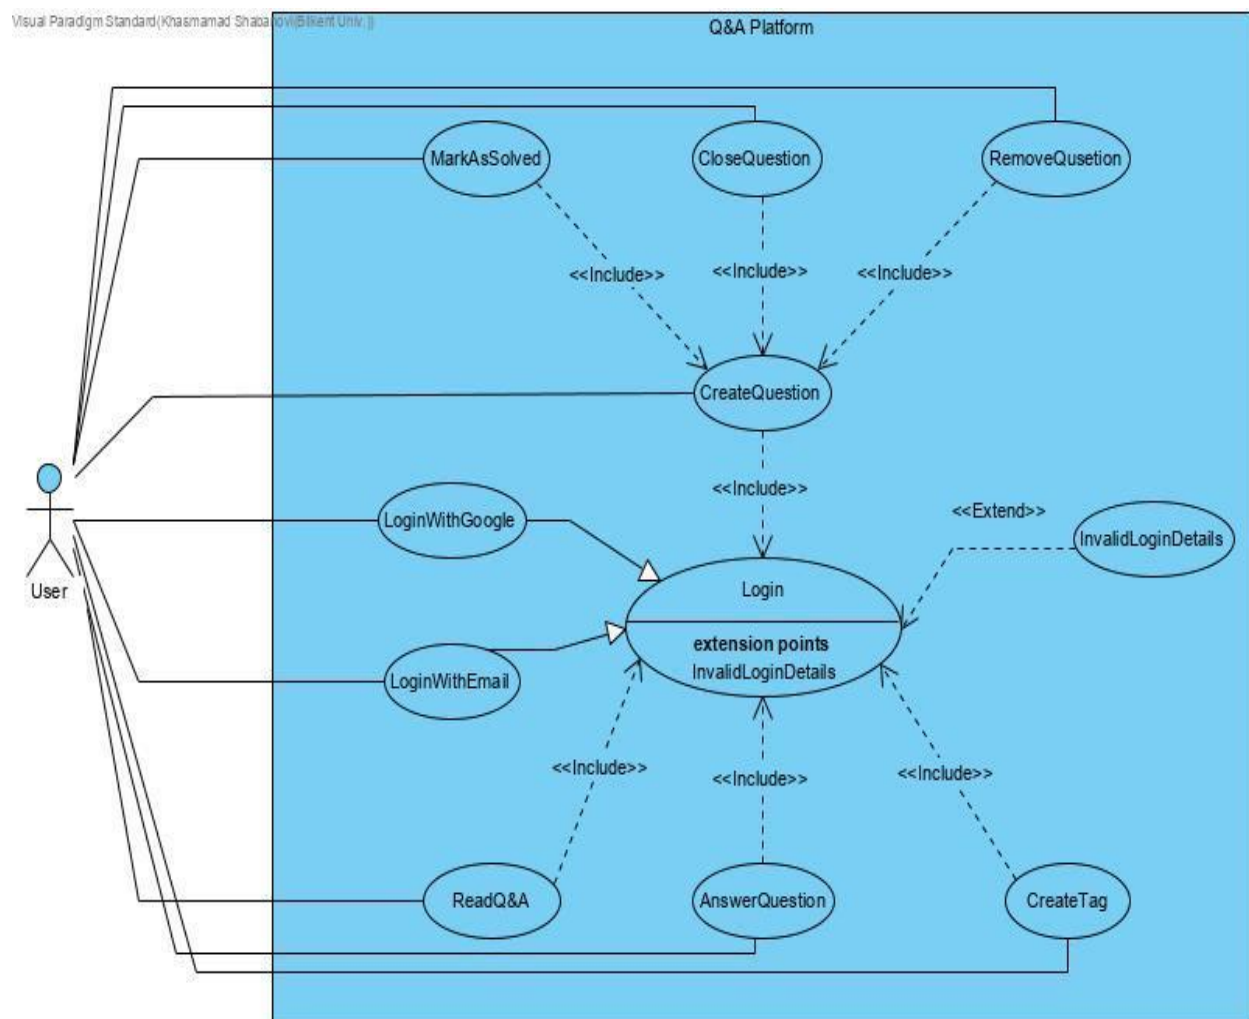 Visual Paradigm Standard(Khasmamad Shabanovi(Bilkent Univ.))
Q&A Platform
MarkAsSolved
CloseQuestion
RemoveQusetion
<<Include>>
<<Include>>
<<Include>>
CreateQuestion
<<Include>>
<<Extend>>
LoginWithGoogle
InvalidLoginDetails
User
Login
extension points
InvalidLoginDetails
LoginWithEmail
<<Include>>
<<Include>>
<<Include>>
ReadQ&A
AnswerQuestion
CreateTag